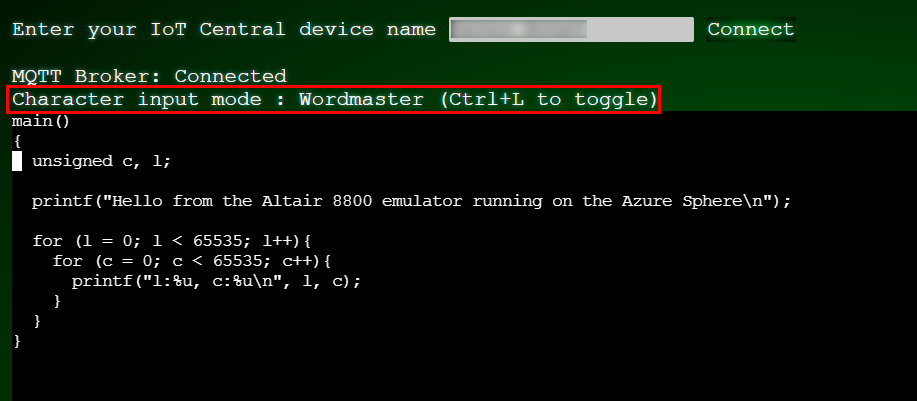 Enter your IoT Central device name Connect
MQTT Broker: Connected
Character input mode : Wordmaster (Ctrl+L to toggle)
main()
{
unsigned c, l;
printf("Hello from the Altair 8800 emulator running on the Azure Sphere\n");
for (l = 0; l < 65535; l++){
for (c = 0; c < 65535; c++){
printf("l:%u, c:%u\n", l, c);
}
}
}